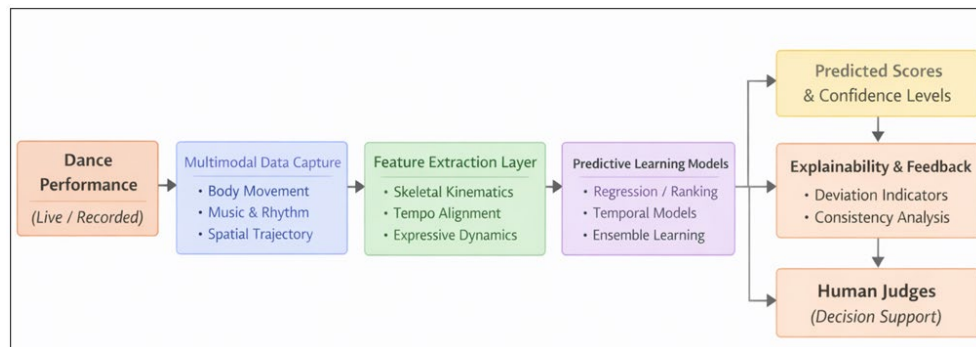 Dance
Performance
(Live / Recorded)
Multimodal Data Capture
• Body Movement
• Music & Rhythm
• Spatial Trajectory
Feature Extraction Layer
• Skeletal Kinematics
• Tempo Alignment
• Expressive Dynamics
Predictive Learning Models
• Regression / Ranking
• Temporal Models
• Ensemble Learning
Predicted Scores
& Confidence Levels
Explainability & Feedback
• Deviation Indicators
• Consistency Analysis
Human Judges
(Decision Support)